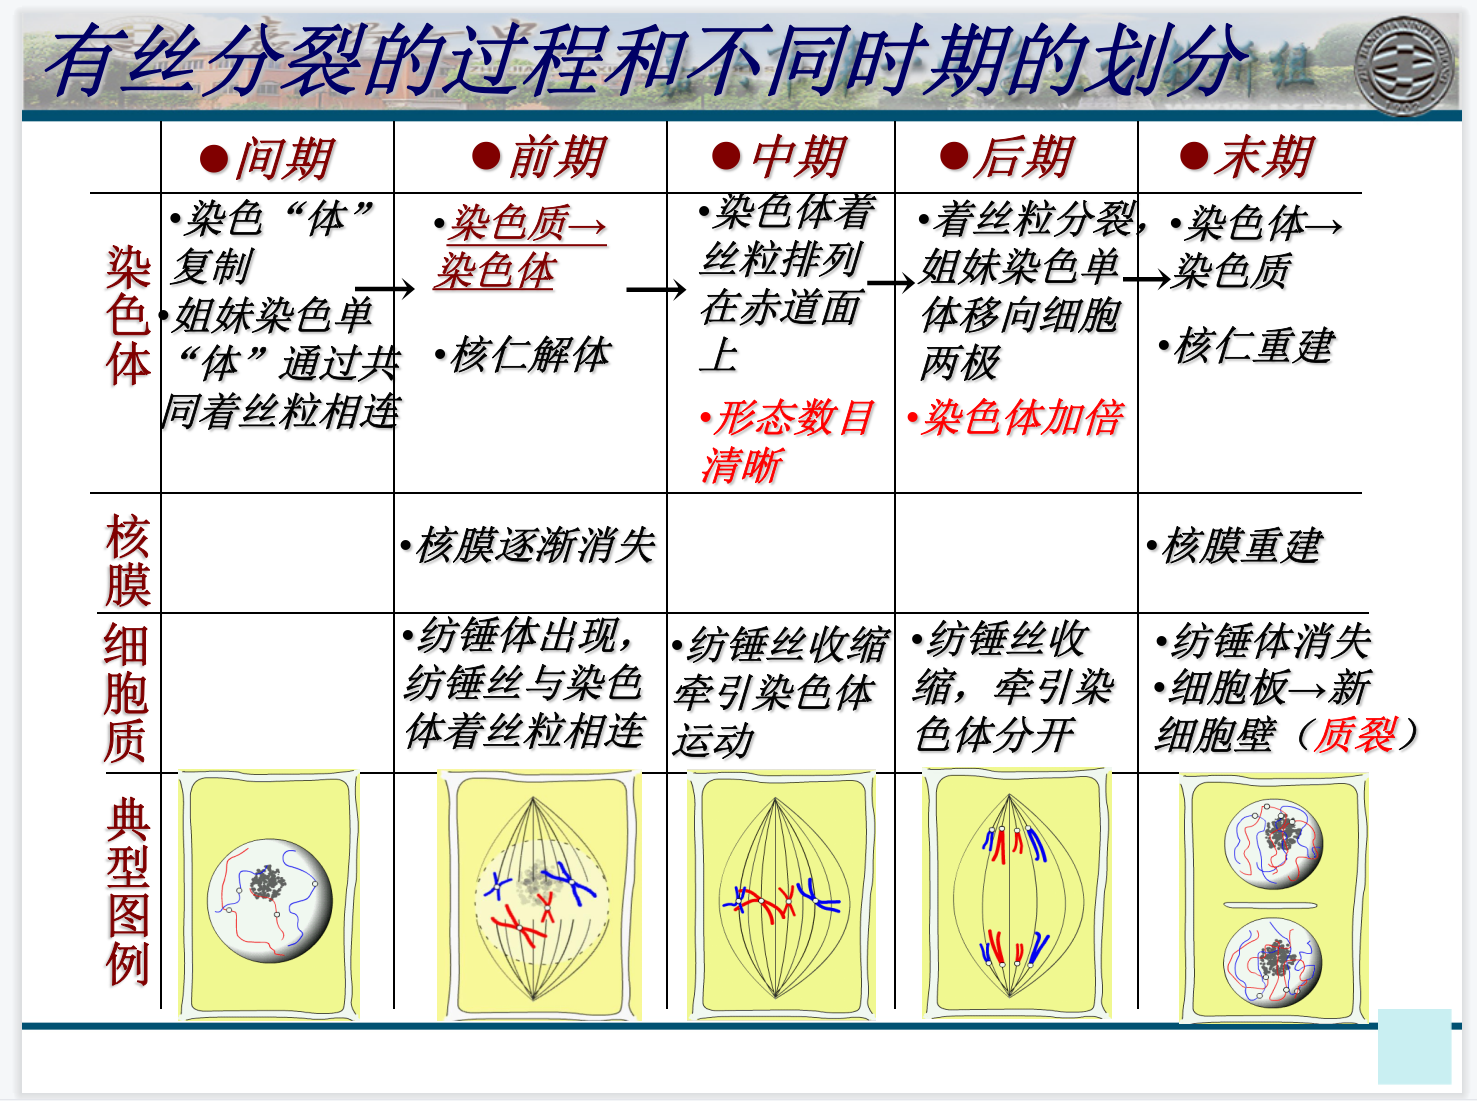 有丝分裂的过程和不同时期的划分
●间期
●前期
●中期
●后期
●末期
染色体
•染色“体”
复制
•姐妹染色单
“体”通过共
同着丝粒相连
•染色质→
染色体
•核仁解体
•染色体着
丝粒排列
在赤道面
上
•形态数目
清晰
•着丝粒分裂，
姐妹染色单
体移向细胞
两极
•染色体加倍
•染色体→
染色质
•核仁重建
核膜
•核膜逐渐消失
•核膜重建
细胞质
•纺锤体出现，
纺锤丝与染色
体着丝粒相连
•纺锤丝收缩
牵引染色体
运动
•纺锤丝收
缩，牵引染
色体分开
•纺锤体消失
•细胞板→新
细胞壁（质裂）
典型图例